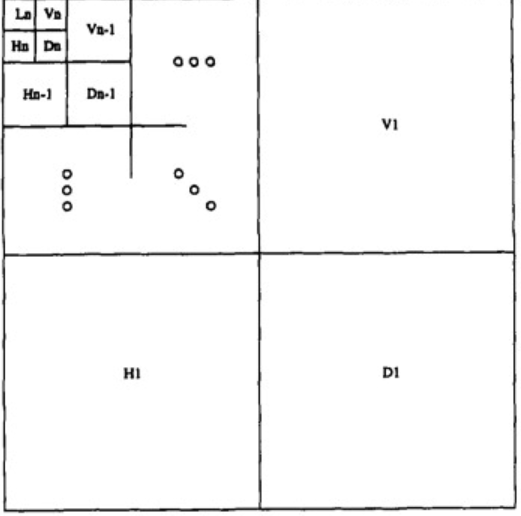 Ln Vn
Vn-1
Hn Dn
Hn-1 Dn-1
V1
H1 D1